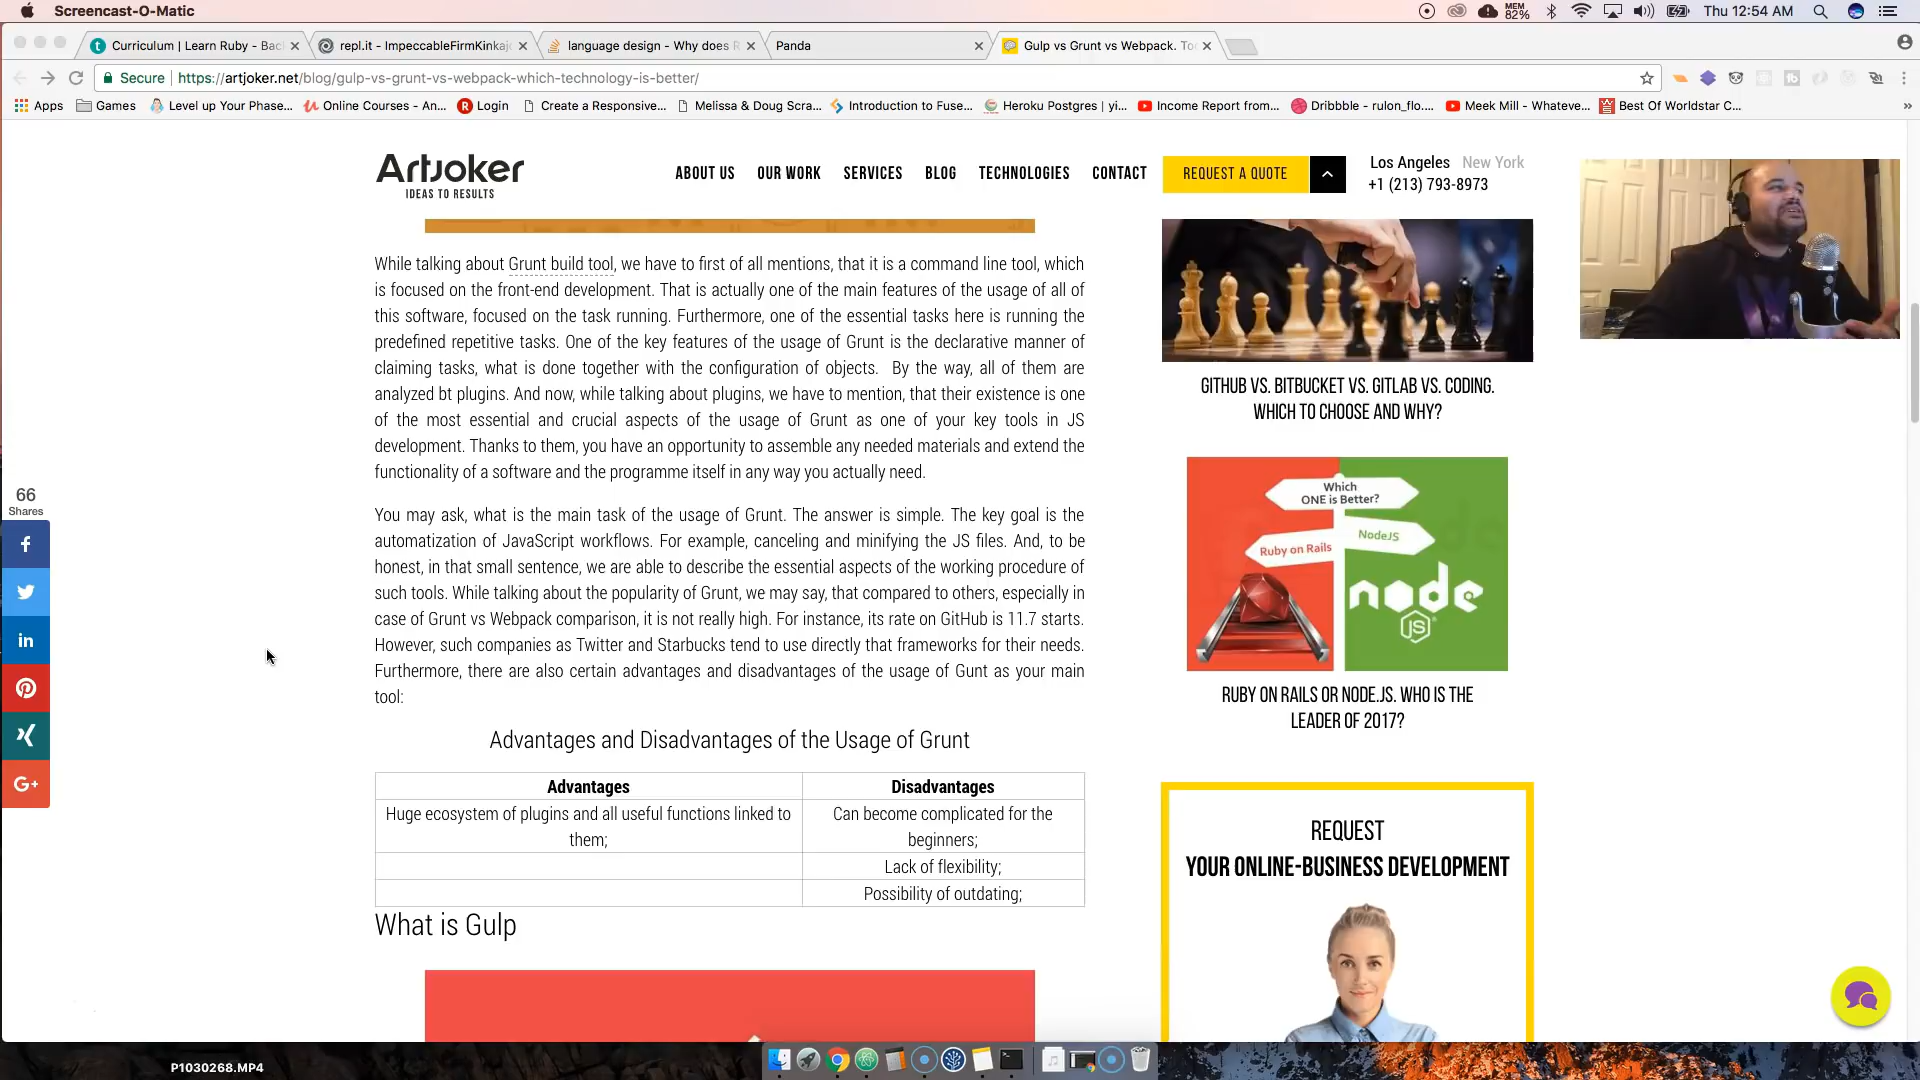 Screencast-O-Matic
MEM
82%
Thu 12:54 AM
Curriculum | Learn Ruby - Bac
repl.it - ImpeccableFirmKinkaj
language design - Why does R
Panda
Gulp vs Grunt vs Webpack. To
Secure
https://artjoker.net/blog/gulp-vs-grunt-vs-webpack-which-technology-is-better/
Apps
Games
Level up Your Phase...
Online Courses - An...
Login
Create a Responsive...
Melissa & Doug Scra...
Introduction to Fuse...
Heroku Postgres | yi...
Income Report from...
Dribbble - rulon_flo....
Meek Mill - Whateve...
Best Of Worldstar C...
»
Artjoker
IDEAS TO RESULTS
ABOUT US
OUR WORK
SERVICES
BLOG
TECHNOLOGIES
CONTACT
REQUEST A QUOTE
Los Angeles New York
+1 (213) 793-8973
While talking about Grunt build tool, we have to first of all mentions, that it is a command line tool, which
is focused on the front-end development. That is actually one of the main features of the usage of all of
this software, focused on the task running. Furthermore, one of the essential tasks here is running the
predefined repetitive tasks. One of the key features of the usage of Grunt is the declarative manner of
claiming tasks, what is done together with the configuration of objects. By the way, all of them are
analyzed bt plugins. And now, while talking about plugins, we have to mention, that their existence is one
of the most essential and crucial aspects of the usage of Grunt as one of your key tools in JS
development. Thanks to them, you have an opportunity to assemble any needed materials and extend the
functionality of a software and the programme itself in any way you actually need.
You may ask, what is the main task of the usage of Grunt. The answer is simple. The key goal is the
automatization of JavaScript workflows. For example, canceling and minifying the JS files. And, to be
honest, in that small sentence, we are able to describe the essential aspects of the working procedure of
such tools. While talking about the popularity of Grunt, we may say, that compared to others, especially in
case of Grunt vs Webpack comparison, it is not really high. For instance, its rate on GitHub is 11.7 starts.
However, such companies as Twitter and Starbucks tend to use directly that frameworks for their needs.
Furthermore, there are also certain advantages and disadvantages of the usage of Gunt as your main
tool:
Advantages and Disadvantages of the Usage of Grunt
Advantages
Disadvantages
Huge ecosystem of plugins and all useful functions linked to
them;
Can become complicated for the
beginners;
Lack of flexibility;
Possibility of outdating;
What is Gulp
66
Shares
f
in
G+
GITHUB VS. BITBUCKET VS. GITLAB VS. CODING.
WHICH TO CHOOSE AND WHY?
Which
ONE is Better?
NodeJS
Ruby on Rails
node
JS
RUBY ON RAILS OR NODE.JS. WHO IS THE
LEADER OF 2017?
REQUEST
YOUR ONLINE-BUSINESS DEVELOPMENT
P1030268.MP4